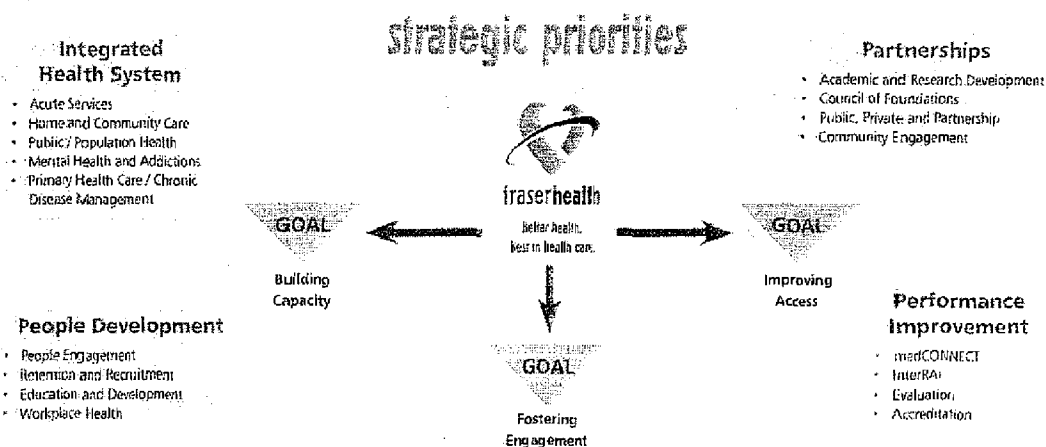 strategic priorities
Integrated
Health System
• Acute Services
• Home and Community Care
• Public / Population Health
• Mental Health and Addictions
• Primary Health Care / Chronic
Disease Management
Partnerships
• Academic and Research Development
• Council of Foundations
• Public, Private and Partnership
• Community Engagement
fraserhealth
Better health.
Best in health care.
GOAL
Building
Capacity
GOAL
Improving
Access
GOAL
Fostering
Engagement
People Development
• People Engagement
• Retention and Recruitment
• Education and Development
• Workplace Health
Performance
Improvement
• medCONNECT
• InterRAI
• Evaluation
• Accreditation